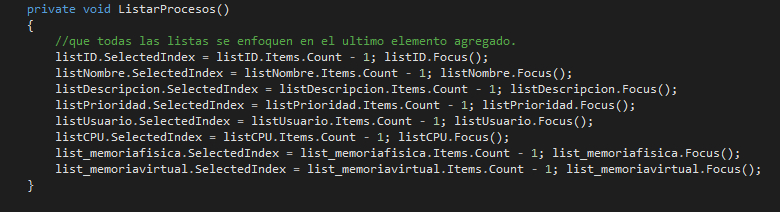 private void ListarProcesos()
{
//que todas las listas se enfoquen en el ultimo elemento agregado.
listID.SelectedIndex = listID.Items.Count - 1; listID.Focus();
listNombre.SelectedIndex = listNombre.Items.Count - 1; listNombre.Focus();
listDescripcion.SelectedIndex = listDescripcion.Items.Count - 1; listDescripcion.Focus();
listPrioridad.SelectedIndex = listPrioridad.Items.Count - 1; listPrioridad.Focus();
listUsuario.SelectedIndex = listUsuario.Items.Count - 1; listUsuario.Focus();
listCPU.SelectedIndex = listCPU.Items.Count - 1; listCPU.Focus();
list_memoriafisica.SelectedIndex = list_memoriafisica.Items.Count - 1; list_memoriafisica.Focus();
list_memoriavirtual.SelectedIndex = list_memoriavirtual.Items.Count - 1; list_memoriavirtual.Focus();
}